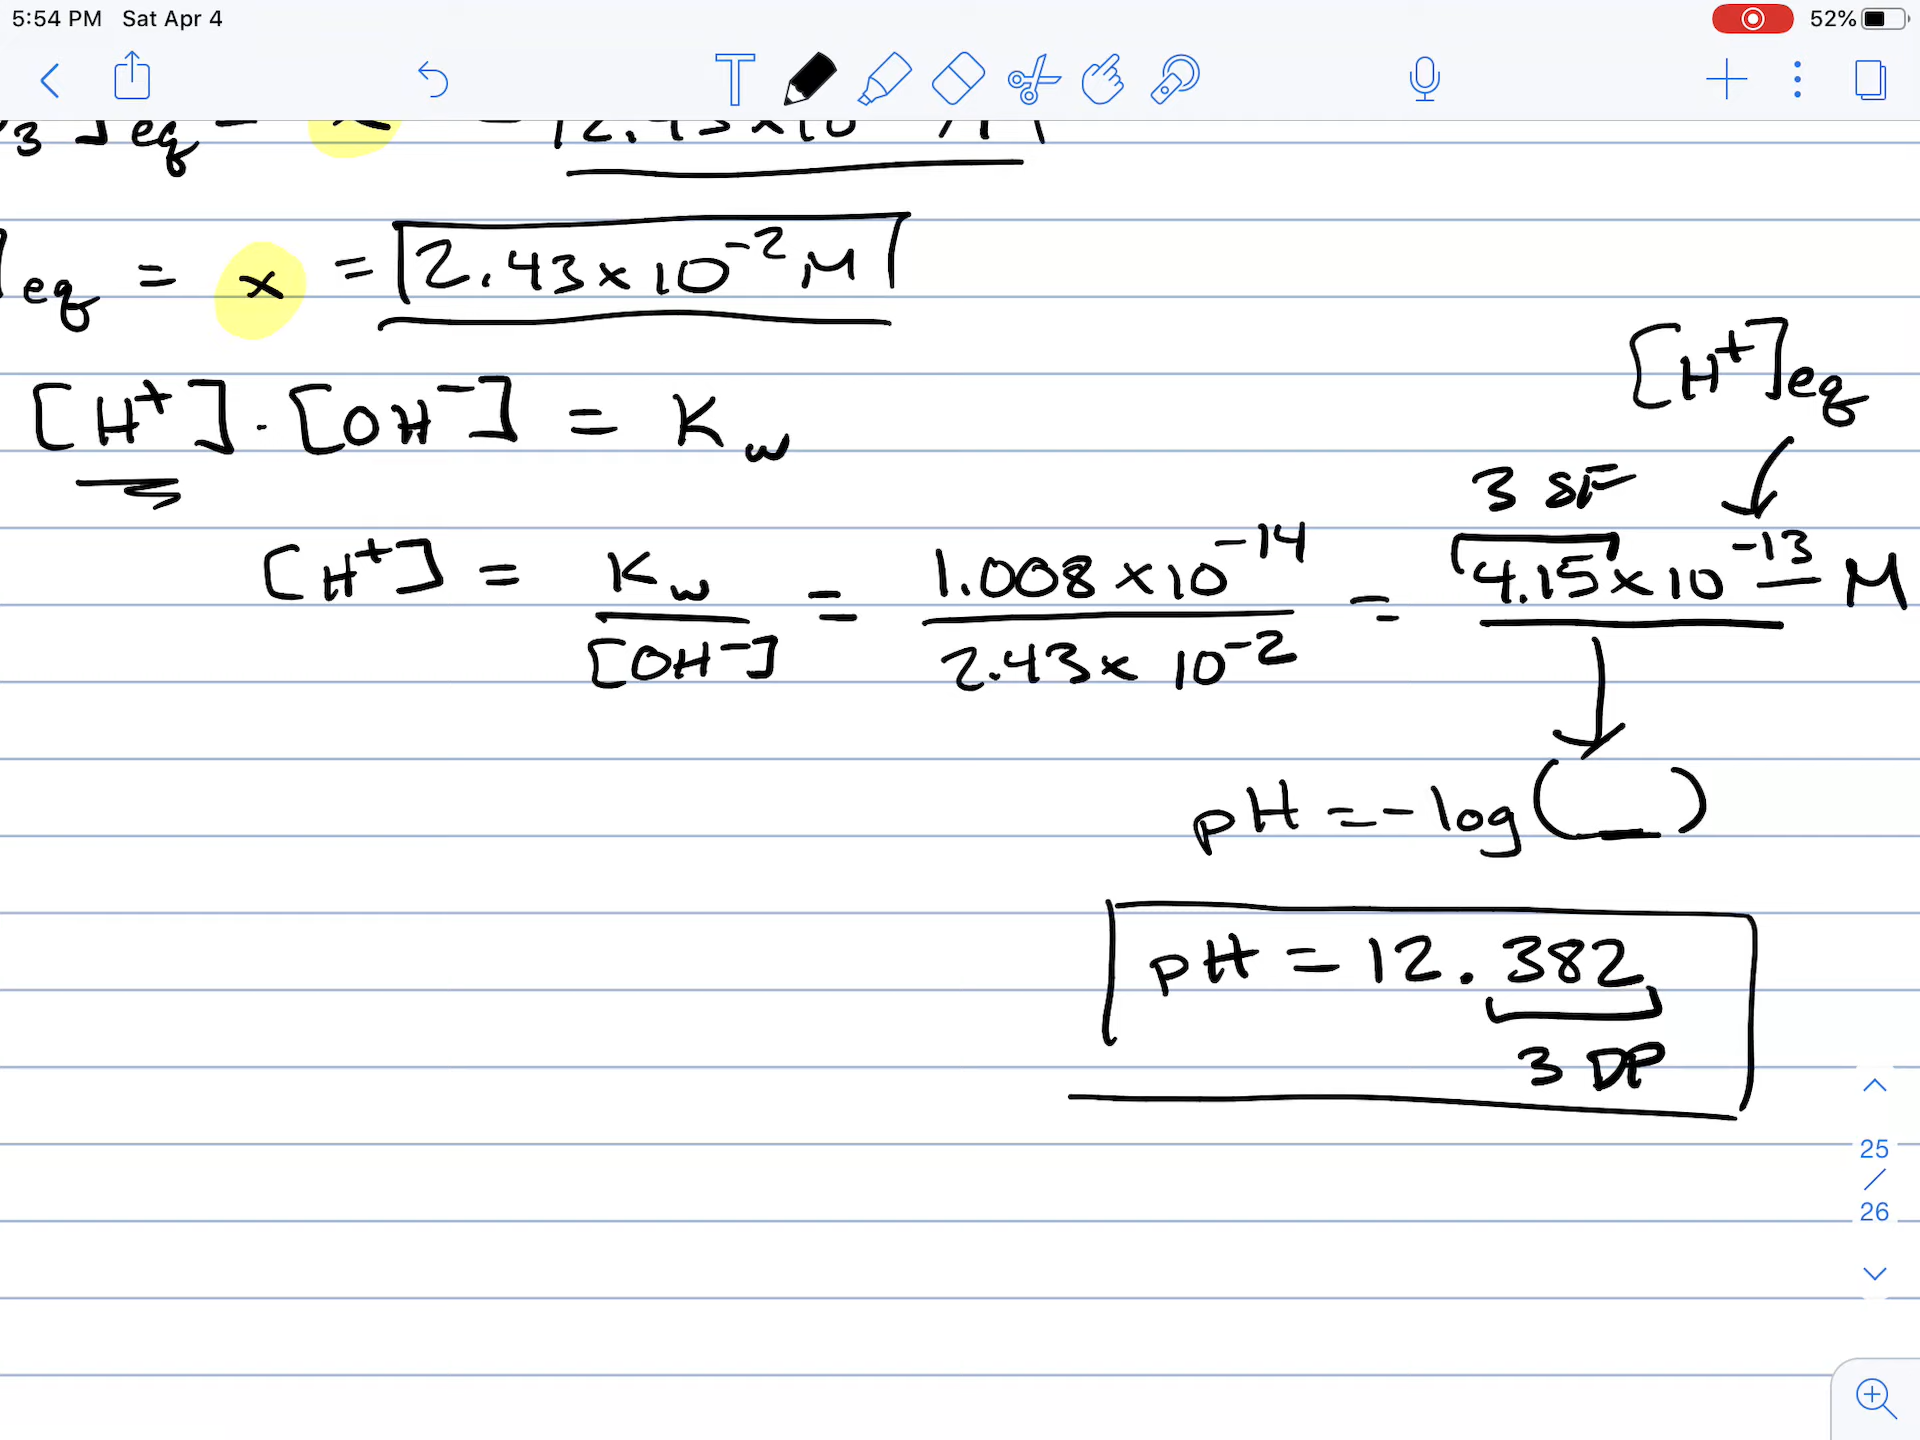 5:54 PM Sat Apr 4 52%
3 ]eq = x
]eq = x = 2.43 x 10⁻² M
[H⁺] · [OH⁻] = Kw
[H⁺]eq
3 SF
[H⁺] = Kw / [OH⁻] = 1.008 x 10⁻¹⁴ / 2.43 x 10⁻² = 4.15 x 10⁻¹³ M
pH = - log ( _ )
pH = 12.382
3 DP
25
/
26